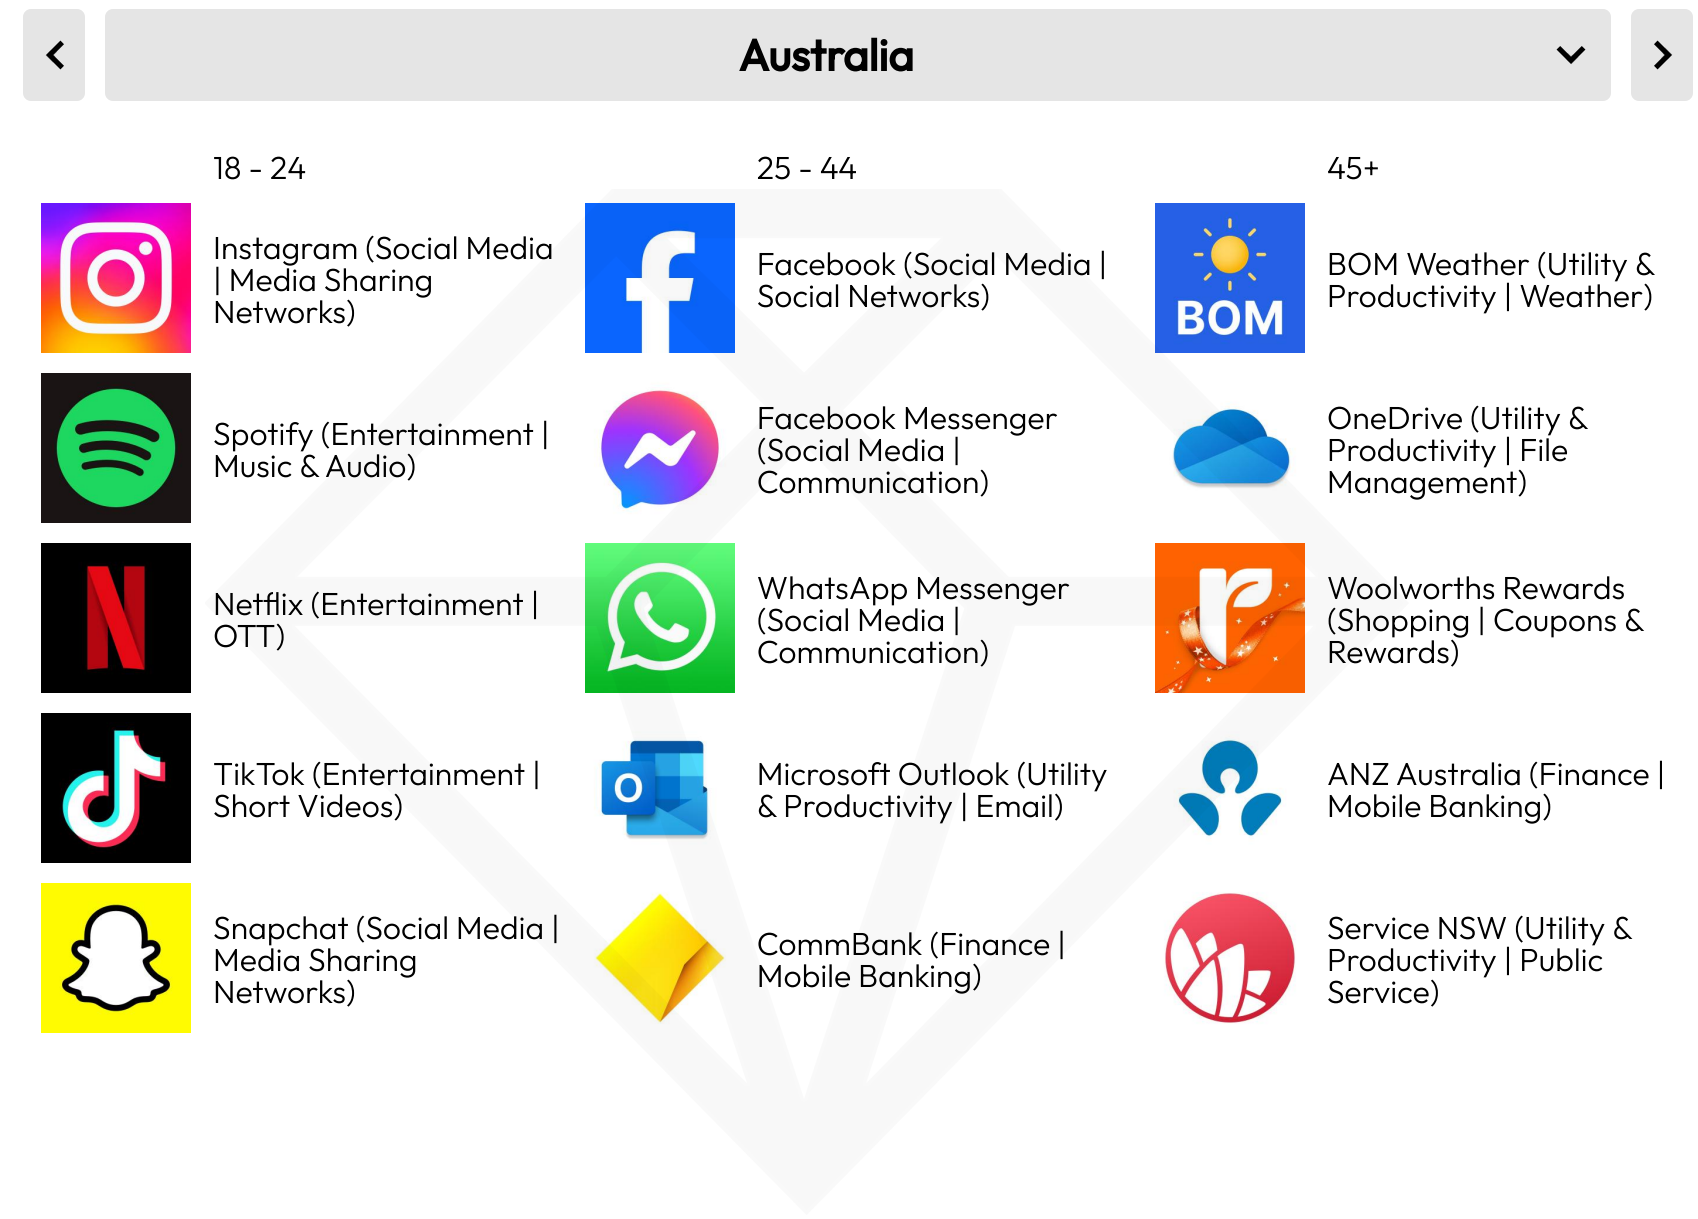 Australia
18 - 24
25 - 44
45+
Instagram (Social Media
| Media Sharing
Networks)
Facebook (Social Media |
Social Networks)
BOM
BOM Weather (Utility &
Productivity | Weather)
Spotify (Entertainment |
Music & Audio)
Facebook Messenger
(Social Media |
Communication)
OneDrive (Utility &
Productivity | File
Management)
N
Netflix (Entertainment |
OTT)
WhatsApp Messenger
(Social Media |
Communication)
Woolworths Rewards
(Shopping | Coupons &
Rewards)
TikTok (Entertainment |
Short Videos)
O
Microsoft Outlook (Utility
& Productivity | Email)
ANZ Australia (Finance |
Mobile Banking)
Snapchat (Social Media |
Media Sharing
Networks)
CommBank (Finance |
Mobile Banking)
Service NSW (Utility &
Productivity | Public
Service)